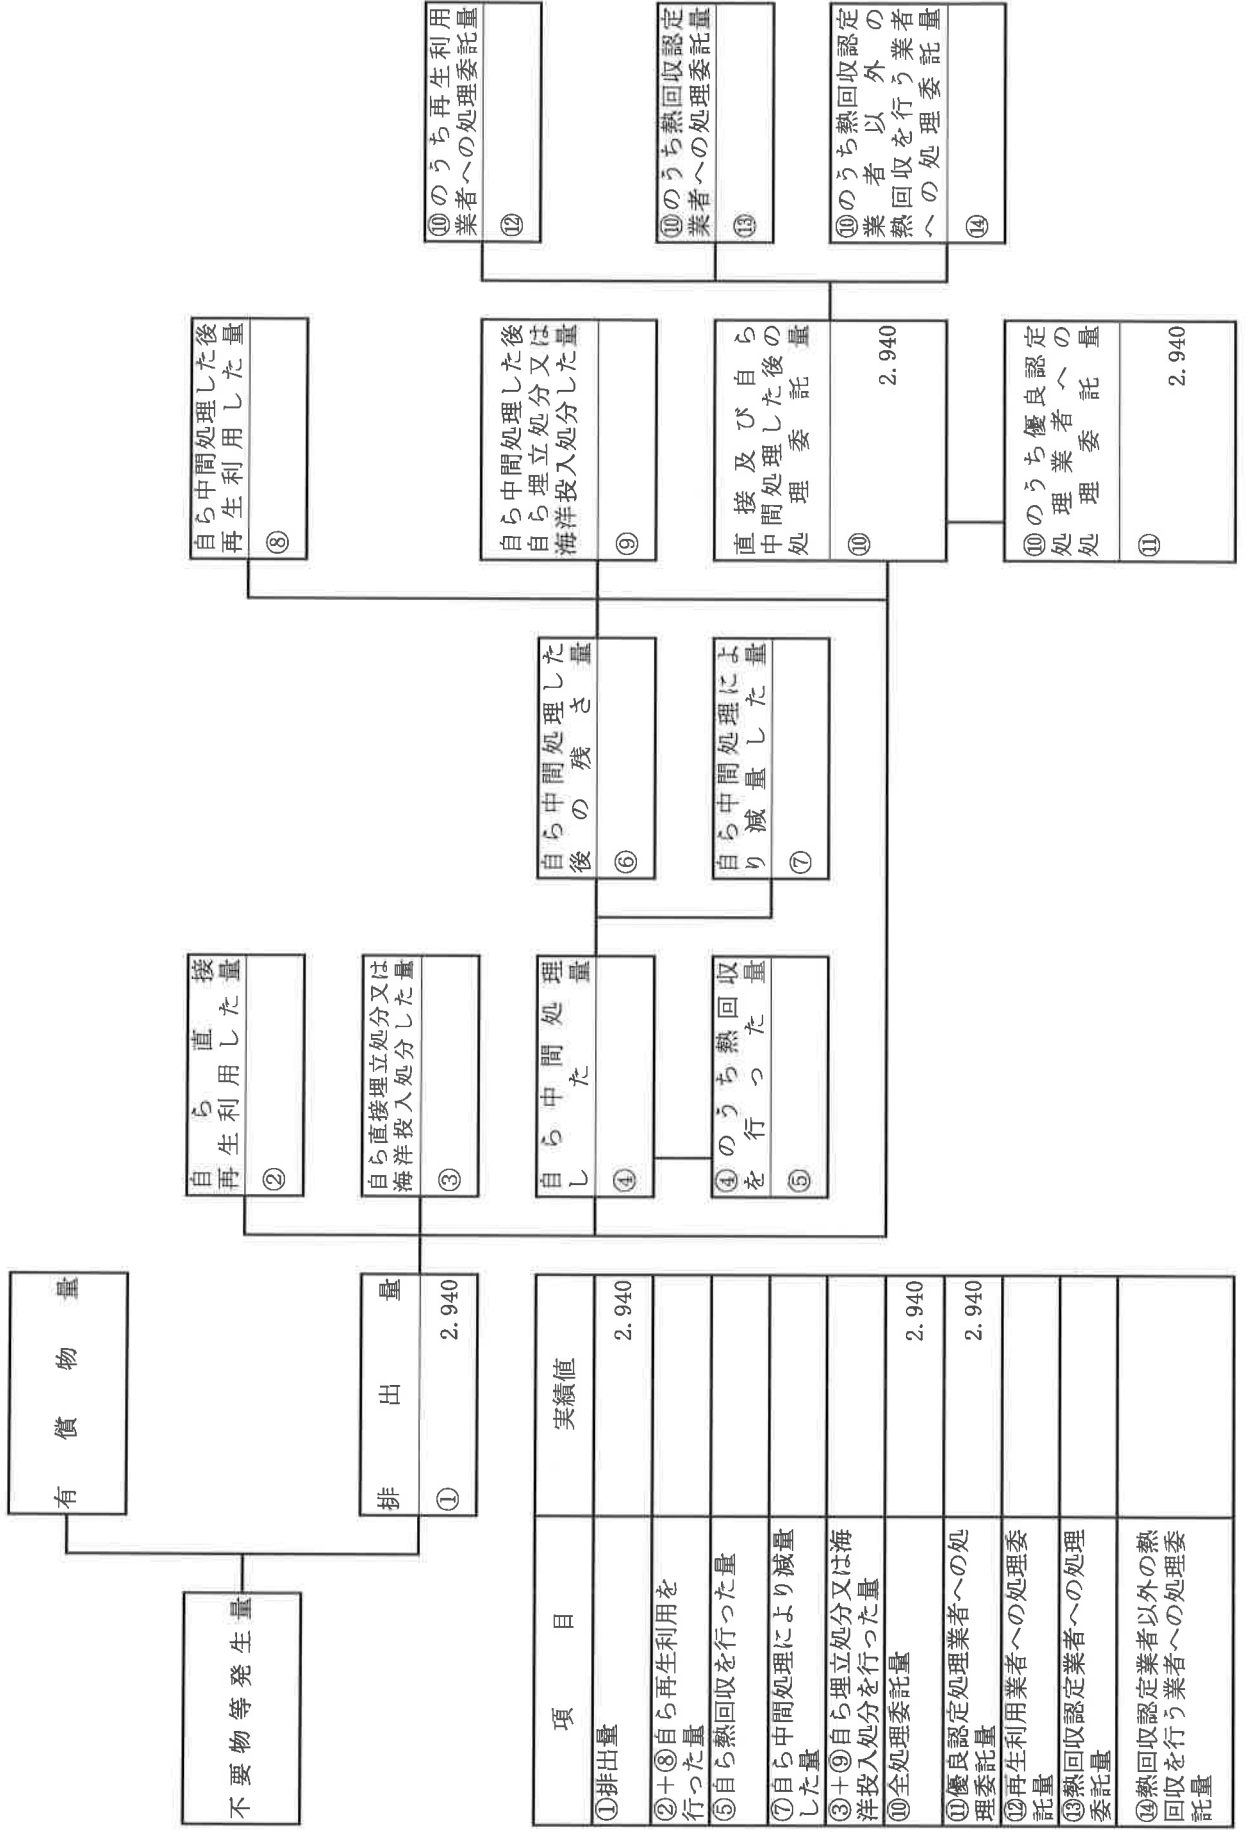 不要物等発生量
有償物量
排出量
① 2.940
自ら直接
再生利用した量
②
自ら直接埋立処分又は
海洋投入処分した量
③
自ら中間処理
した量
④
④のうち熱回収
を行った量
⑤
自ら中間処理した
後の残さ量
⑥
自ら中間処理によ
り減量した量
⑦
自ら中間処理した後
再生利用した量
⑧
自ら中間処理した後
自ら埋立処分又は
海洋投入処分した量
⑨
直接及び自ら
中間処理した後の
処理委託量
⑩ 2.940
⑩のうち優良認定
処理業者への
処理委託量
⑪ 2.940
⑩のうち再生利用
業者への処理委託量
⑫
⑩のうち熱回収認定
業者への処理委託量
⑬
⑩のうち熱回収認定
業者以外の
熱回収を行う業者
への処理委託量
⑭
項目 実績値
①排出量 2.940
②＋⑧自ら再生利用を
行った量
⑤自ら熱回収を行った量
⑦自ら中間処理により減量
した量
③＋⑨自ら埋立処分又は海
洋投入処分を行った量
⑩全処理委託量 2.940
⑪優良認定処理業者への処
理委託量 2.940
⑫再生利用業者への処理委
託量
⑬熱回収認定業者への処理
委託量
⑭熱回収認定業者以外の熱
回収を行う業者への処理委
託量